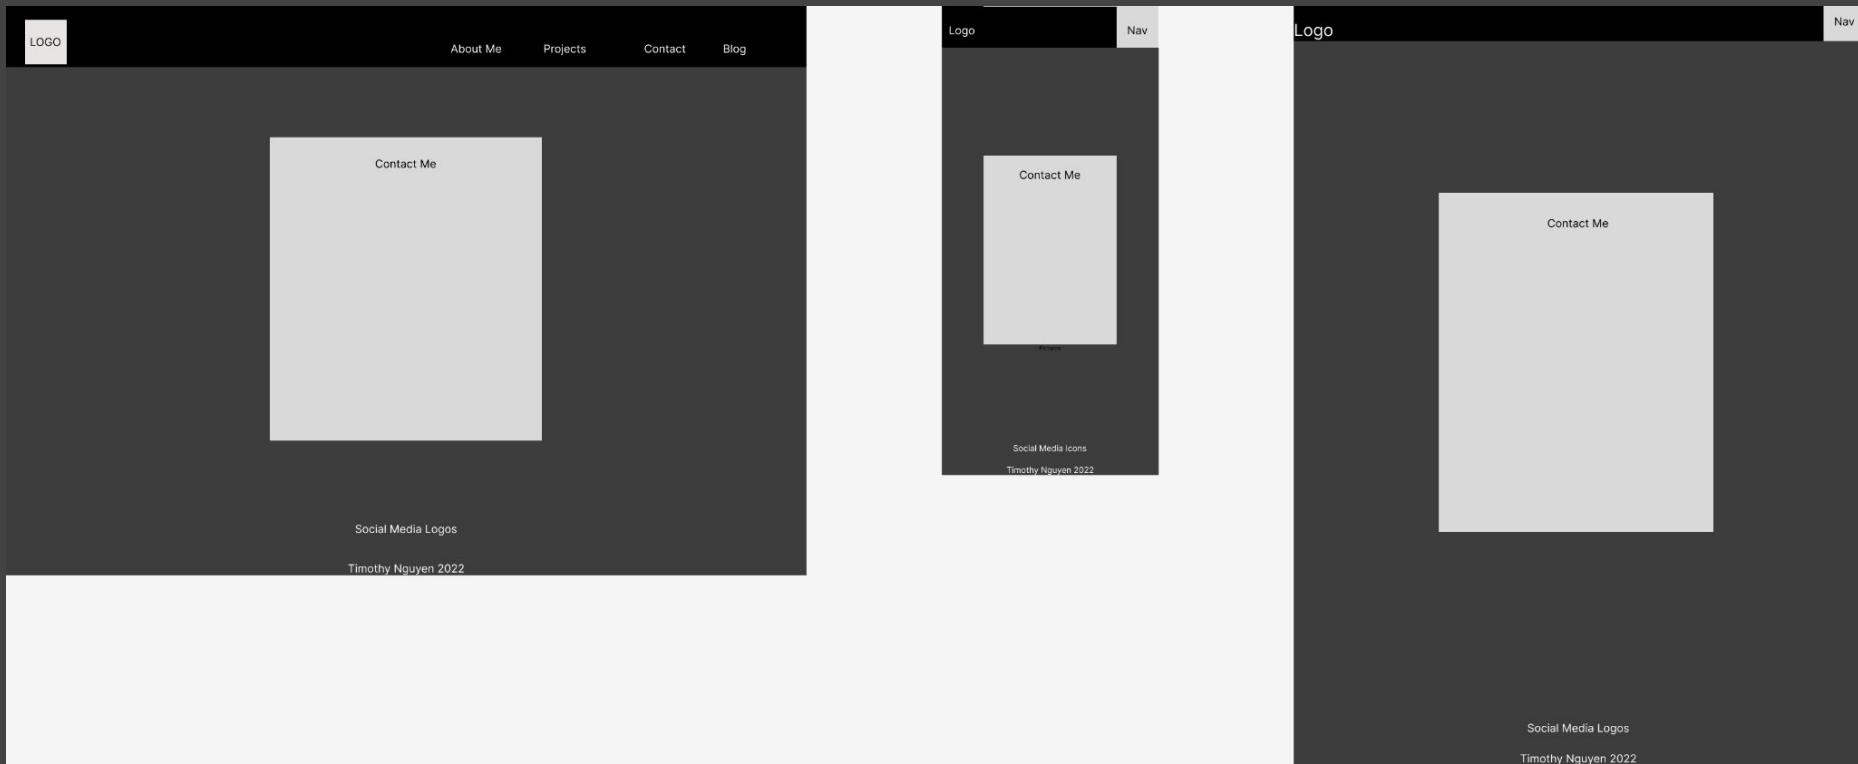 LOGO
About Me Projects Contact Blog
Contact Me
Social Media Logos
Timothy Nguyen 2022
Logo Nav
Contact Me
Pictures
Social Media Icons
Timothy Nguyen 2022
Logo Nav
Contact Me
Social Media Logos
Timothy Nguyen 2022